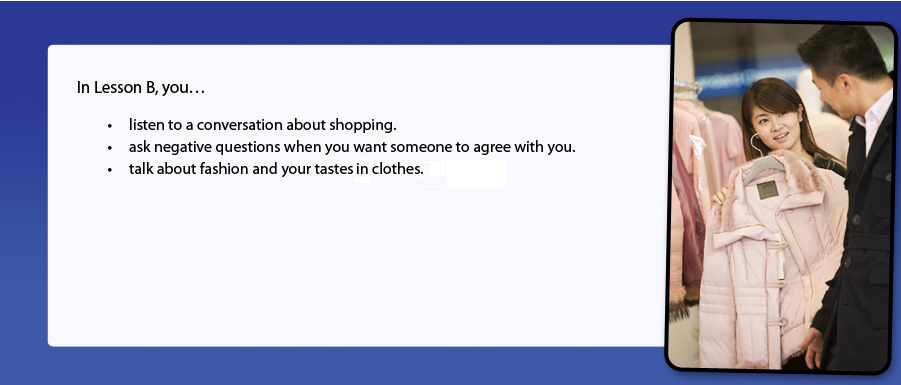 In Lesson B, you…
• listen to a conversation about shopping.
• ask negative questions when you want someone to agree with you.
• talk about fashion and your tastes in clothes.